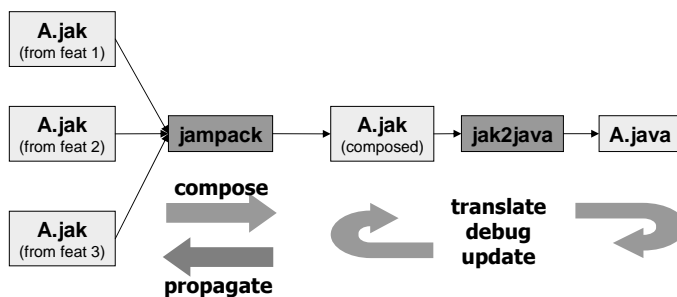 A.jak
(from feat 1)
A.jak
(from feat 2)
jampack
A.jak
(composed)
jak2java
A.java
A.jak
(from feat 3)
compose
propagate
translate
debug
update